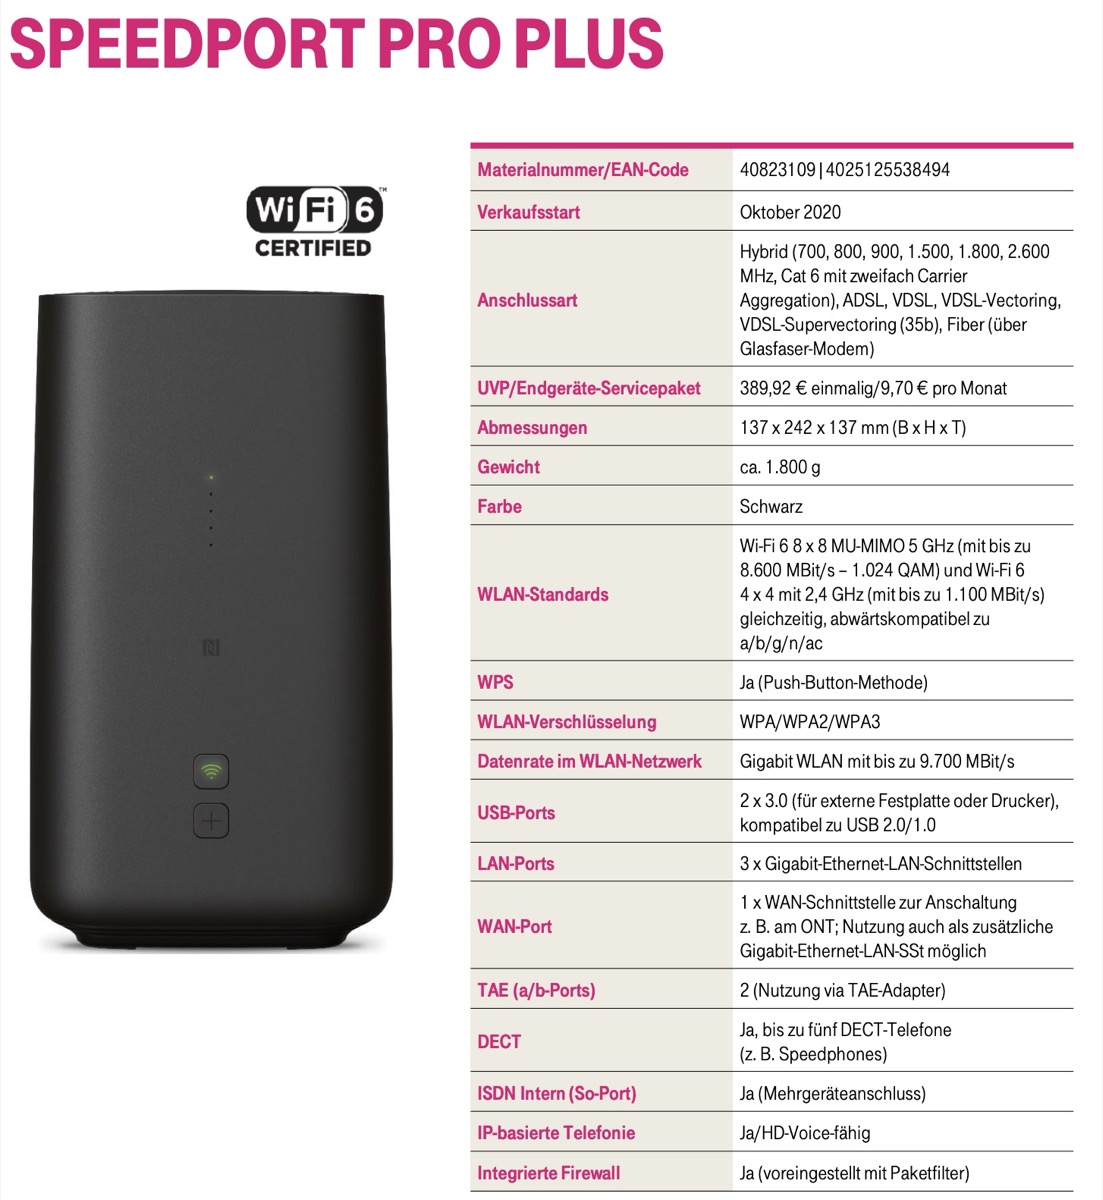 SPEEDPORT PRO PLUS
Wi Fi 6 ™
CERTIFIED
Materialnummer/EAN-Code 40823109|4025125538494
Verkaufsstart Oktober 2020
Anschlussart Hybrid (700, 800, 900, 1.500, 1.800, 2.600
MHz, Cat 6 mit zweifach Carrier
Aggregation), ADSL, VDSL, VDSL-Vectoring,
VDSL-Supervectoring (35b), Fiber (über
Glasfaser-Modem)
UVP/Endgeräte-Servicepaket 389,92 € einmalig/9,70 € pro Monat
Abmessungen 137 x 242 x 137 mm (B x H x T)
Gewicht ca. 1.800 g
Farbe Schwarz
WLAN-Standards Wi-Fi 6 8 x 8 MU-MIMO 5 GHz (mit bis zu
8.600 MBit/s – 1.024 QAM) und Wi-Fi 6
4 x 4 mit 2,4 GHz (mit bis zu 1.100 MBit/s)
gleichzeitig, abwärtskompatibel zu
a/b/g/n/ac
WPS Ja (Push-Button-Methode)
WLAN-Verschlüsselung WPA/WPA2/WPA3
Datenrate im WLAN-Netzwerk Gigabit WLAN mit bis zu 9.700 MBit/s
USB-Ports 2 x 3.0 (für externe Festplatte oder Drucker),
kompatibel zu USB 2.0/1.0
LAN-Ports 3 x Gigabit-Ethernet-LAN-Schnittstellen
WAN-Port 1 x WAN-Schnittstelle zur Anschaltung
z. B. am ONT; Nutzung auch als zusätzliche
Gigabit-Ethernet-LAN-SSt möglich
TAE (a/b-Ports) 2 (Nutzung via TAE-Adapter)
DECT Ja, bis zu fünf DECT-Telefone
(z. B. Speedphones)
ISDN Intern (So-Port) Ja (Mehrgeräteanschluss)
IP-basierte Telefonie Ja/HD-Voice-fähig
Integrierte Firewall Ja (voreingestellt mit Paketfilter)